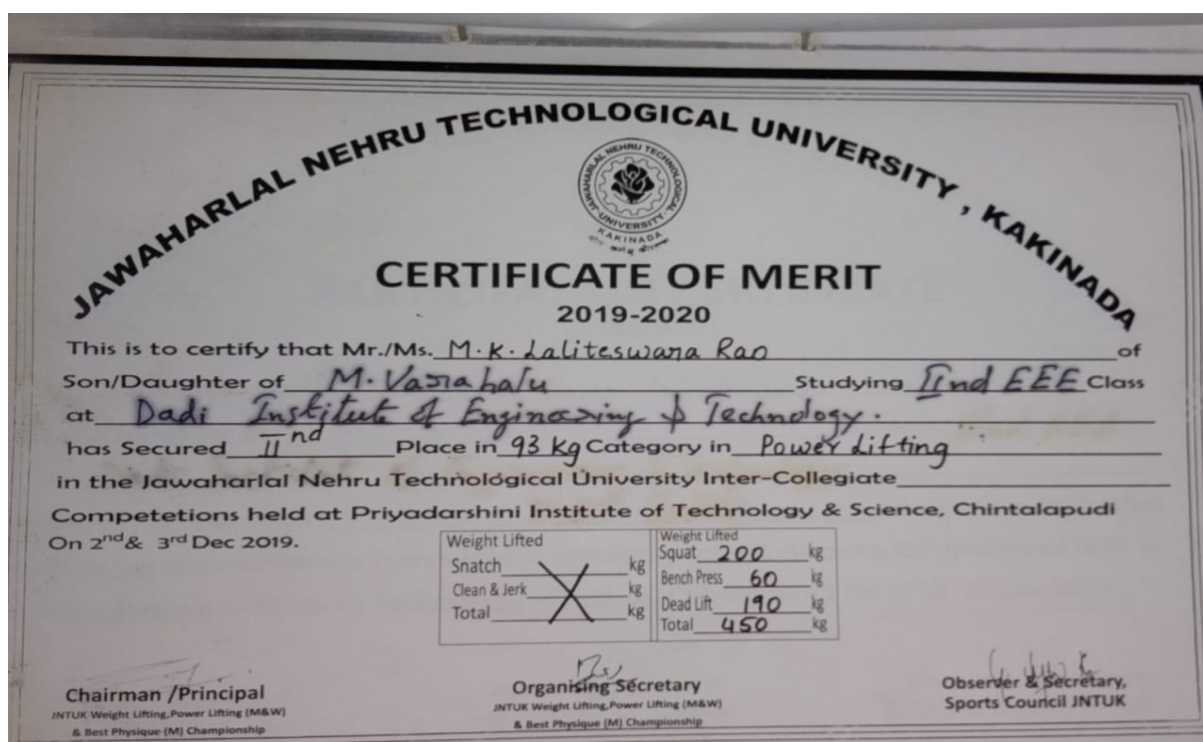 JAWAHARLAL NEHRU TECHNOLOGICAL UNIVERSITY, KAKINADA
JAWAHARLAL NEHRU TECHNOLOGICAL UNIVERSITY
KAKINADA
CERTIFICATE OF MERIT
2019-2020
This is to certify that Mr./Ms. M.K. Laliteswara Rao of
Son/Daughter of M. Varahalu Studying IInd EEE Class
at Dadi Institute of Engineering & Technology.
has Secured IInd Place in 93 kg Category in Power Lifting
in the Jawaharlal Nehru Technological University Inter-Collegiate
Competetions held at Priyadarshini Institute of Technology & Science, Chintalapudi
On 2nd & 3rd Dec 2019.
Weight Lifted
Snatch kg
Clean & Jerk kg
Total kg
Weight Lifted
Squat 200 kg
Bench Press 60 kg
Dead Lift 190 kg
Total 450 kg
Chairman /Principal
JNTUK Weight Lifting,Power Lifting (M&W)
& Best Physique (M) Championship
Organising Secretary
JNTUK Weight Lifting,Power Lifting (M&W)
& Best Physique (M) Championship
Observer & Secretary,
Sports Council JNTUK